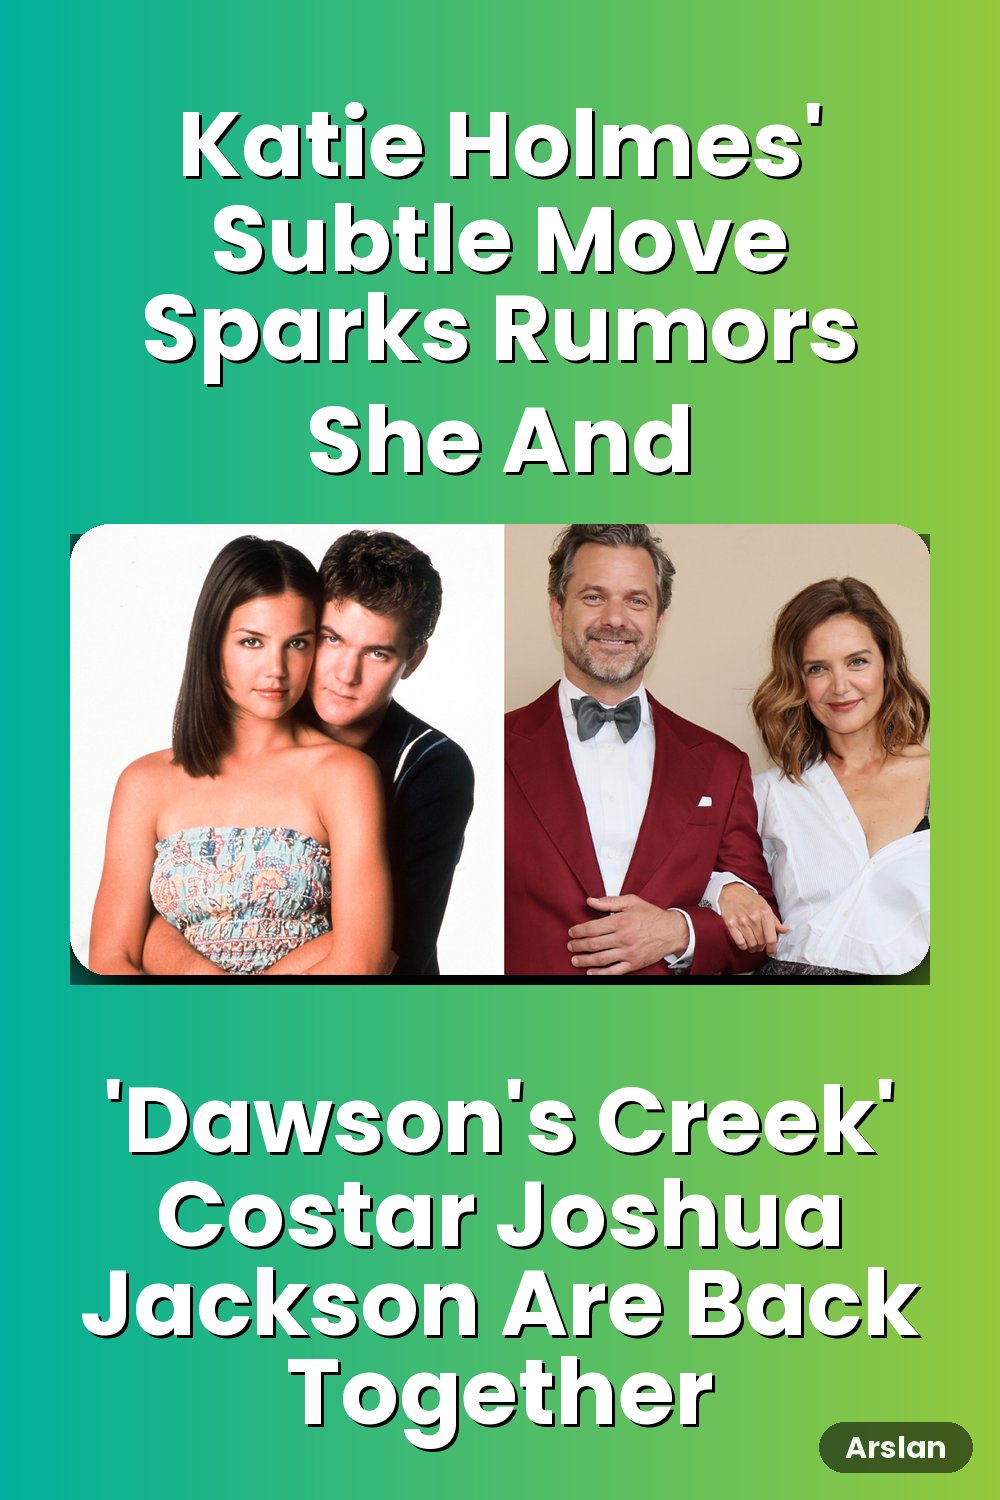 Katie Holmes'
Subtle Move
Sparks Rumors
She And
'Dawson's Creek'
Costar Joshua
Jackson Are Back
Together
Arslan